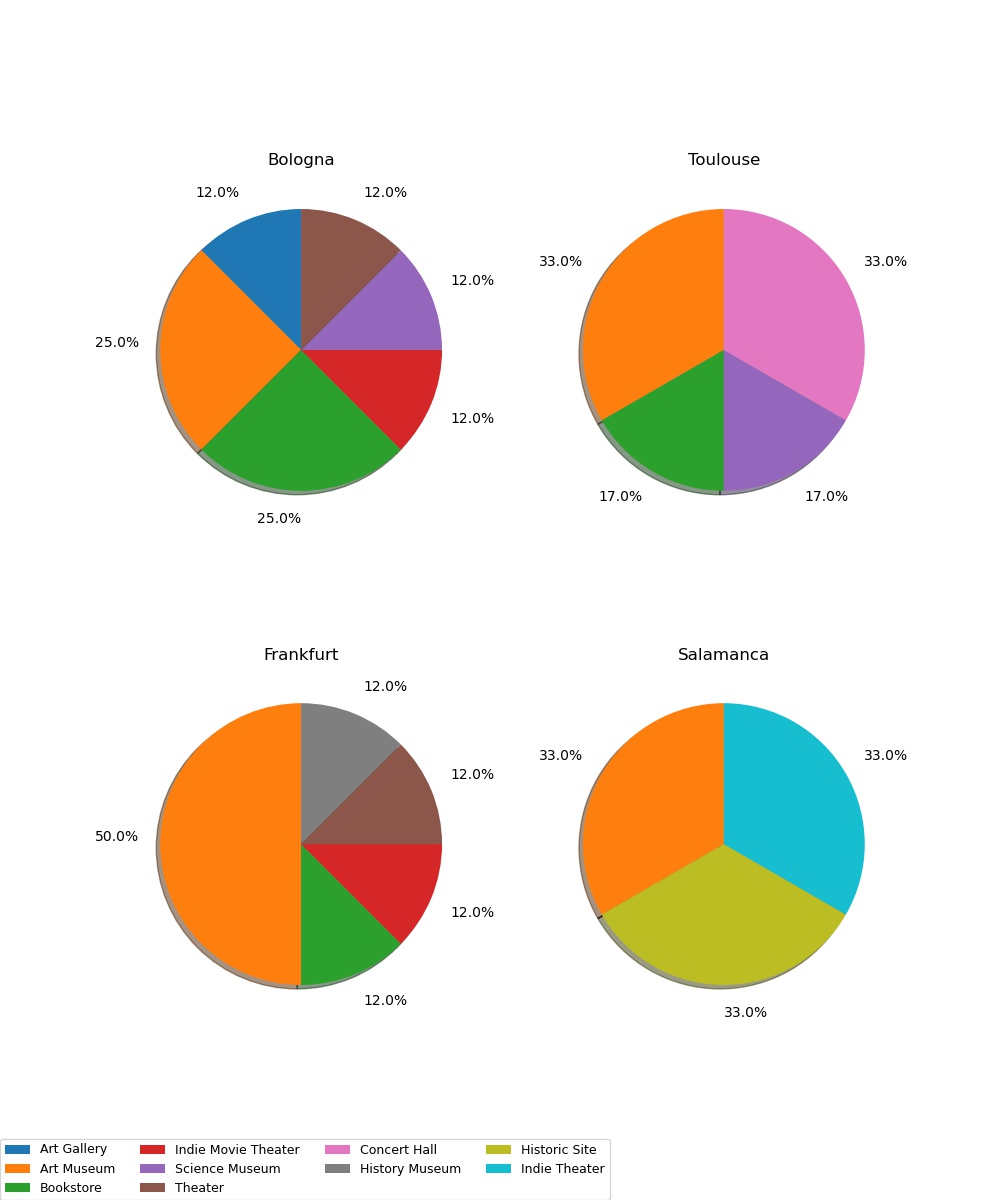 Bologna
Toulouse
12.0% 12.0%
33.0% 33.0%
12.0%
25.0%
12.0%
17.0% 17.0%
25.0%
Frankfurt
Salamanca
12.0%
33.0% 33.0%
12.0%
50.0%
12.0%
12.0%
33.0%
Art Gallery
Art Museum
Bookstore
Indie Movie Theater
Science Museum
Theater
Concert Hall
History Museum
Historic Site
Indie Theater